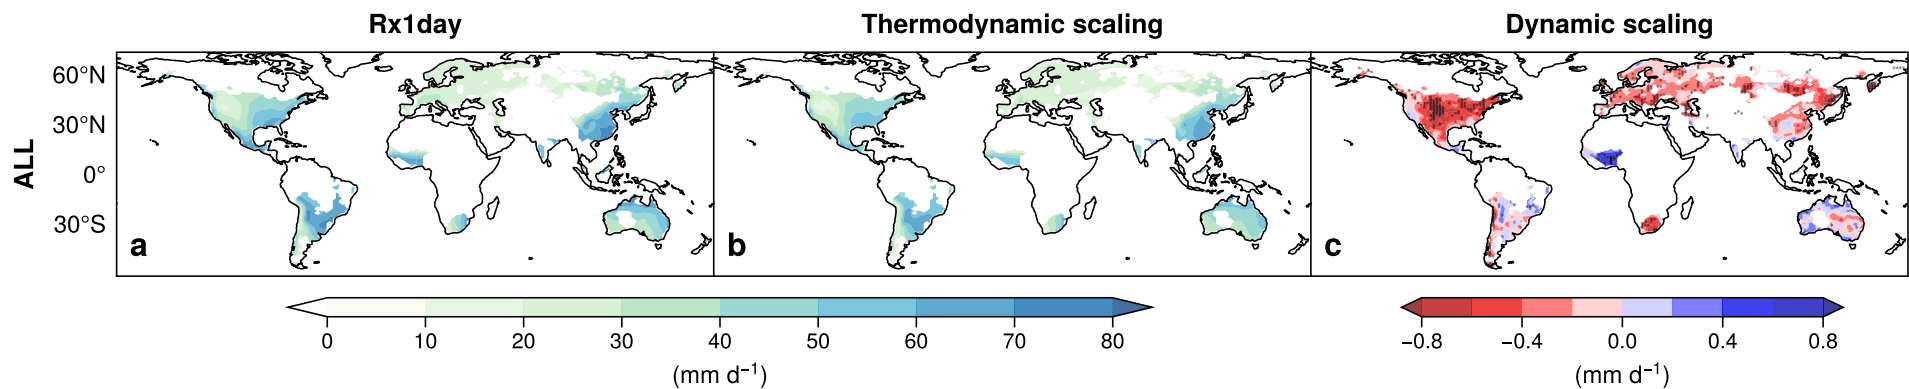 Rx1day Thermodynamic scaling Dynamic scaling
60°N
30°N
0°
30°S
ALL
a b c
0 10 20 30 40 50 60 70 80
(mm d⁻¹)
−0.8 −0.4 0.0 0.4 0.8
(mm d⁻¹)